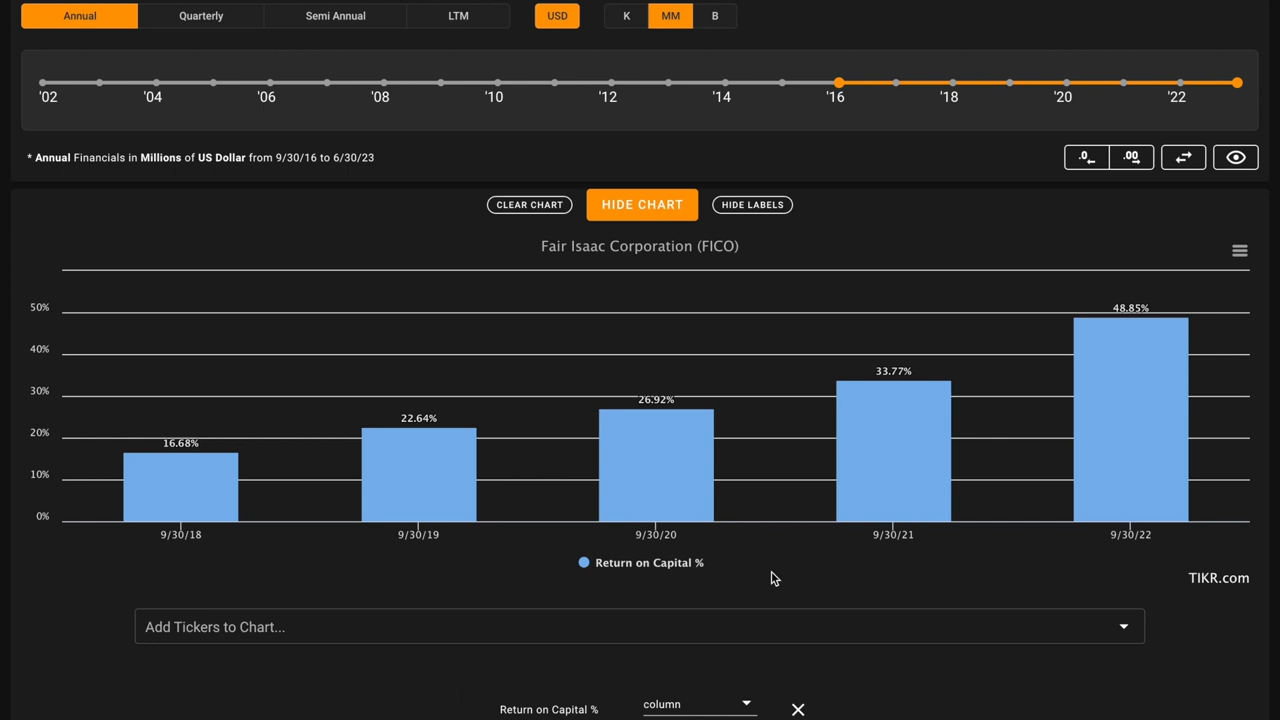 Annual Quarterly Semi Annual LTM USD K MM B
'02 '04 '06 '08 '10 '12 '14 '16 '18 '20 '22
* Annual Financials in Millions of US Dollar from 9/30/16 to 6/30/23
.0 .00
CLEAR CHART HIDE CHART HIDE LABELS
Fair Isaac Corporation (FICO)
50%
40%
30%
20%
10%
0%
16.68% 22.64% 26.92% 33.77% 48.85%
9/30/18 9/30/19 9/30/20 9/30/21 9/30/22
Return on Capital %
TIKR.com
Add Tickers to Chart...
Return on Capital % column